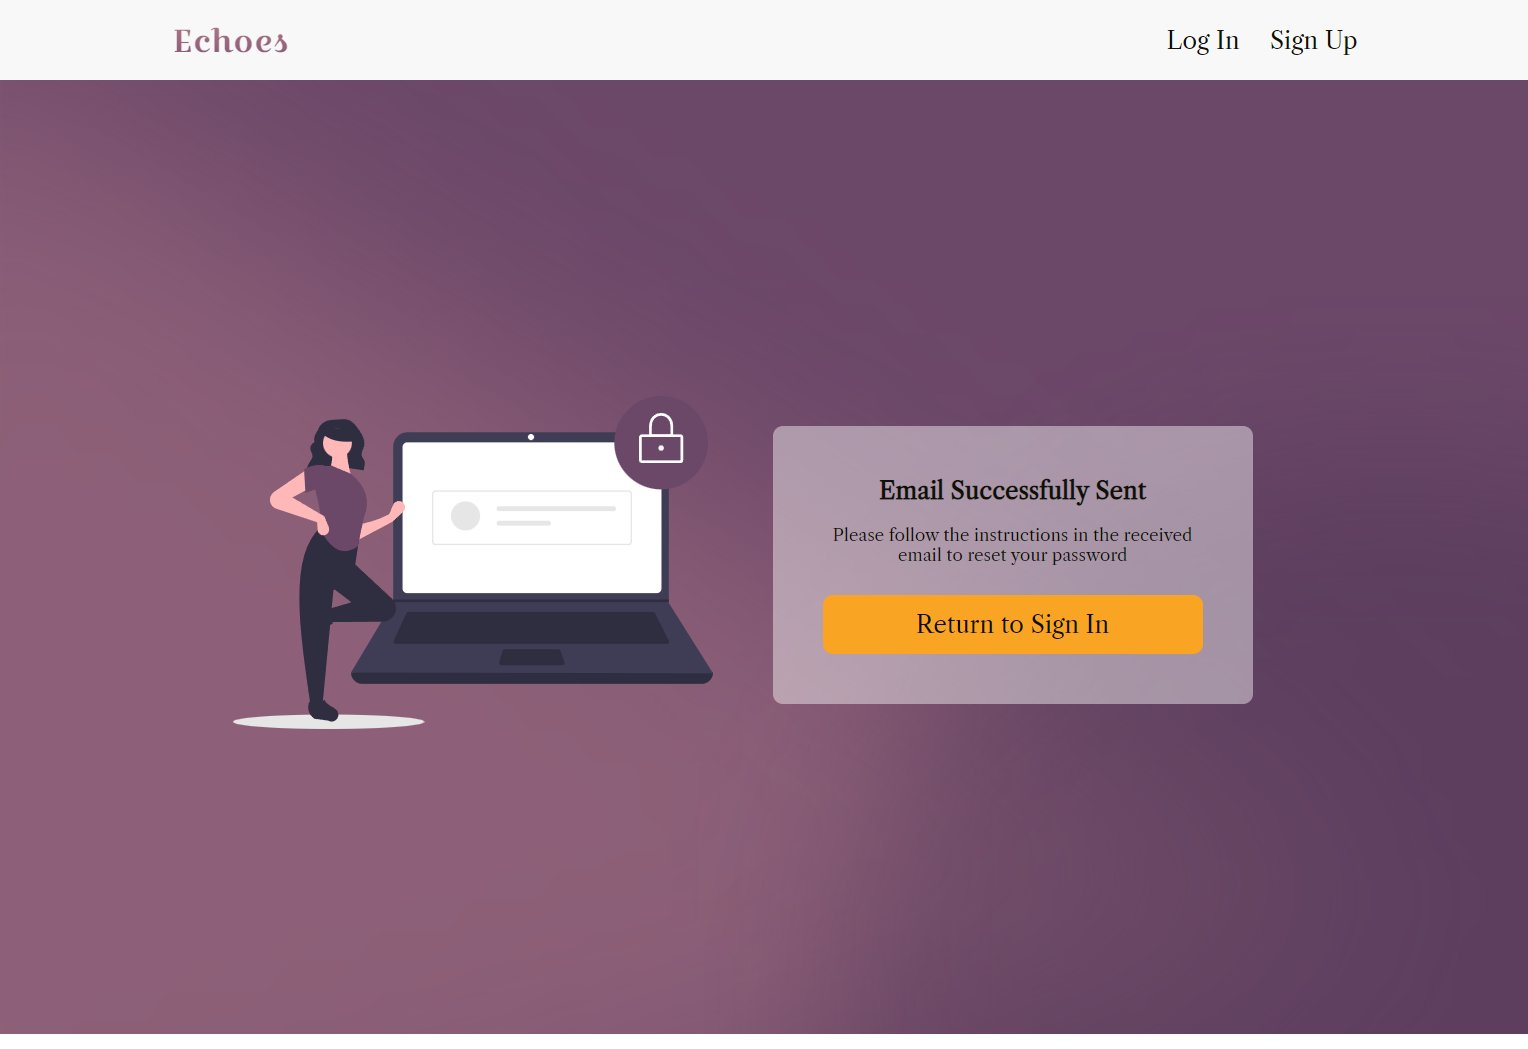 Echoes
Log In
Sign Up
Email Successfully Sent
Please follow the instructions in the received
email to reset your password
Return to Sign In